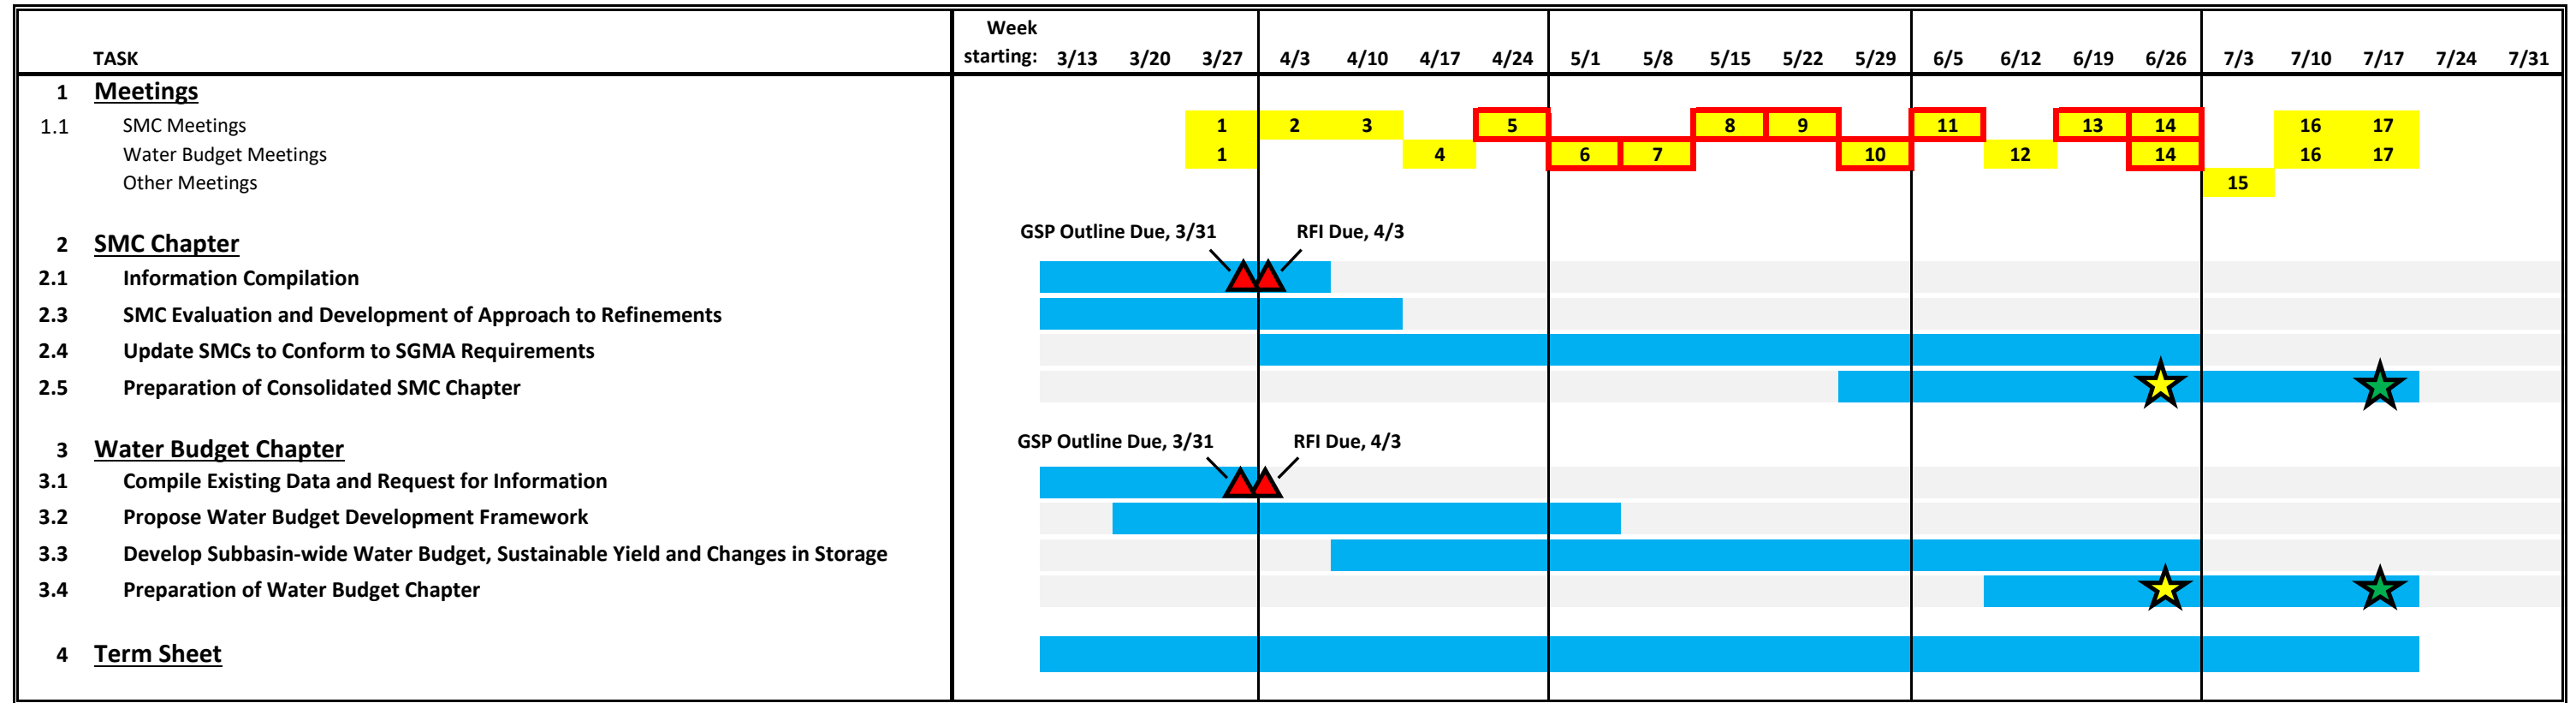 Week
TASK starting: 3/13 3/20 3/27 4/3 4/10 4/17 4/24 5/1 5/8 5/15 5/22 5/29 6/5 6/12 6/19 6/26 7/3 7/10 7/17 7/24 7/31
1 Meetings
1.1 SMC Meetings 1 2 3 5 8 9 11 13 14 16 17
Water Budget Meetings 1 4 6 7 10 12 14 16 17
Other Meetings 15
GSP Outline Due, 3/31 RFI Due, 4/3
2 SMC Chapter
2.1 Information Compilation
2.3 SMC Evaluation and Development of Approach to Refinements
2.4 Update SMCs to Conform to SGMA Requirements
2.5 Preparation of Consolidated SMC Chapter
GSP Outline Due, 3/31 RFI Due, 4/3
3 Water Budget Chapter
3.1 Compile Existing Data and Request for Information
3.2 Propose Water Budget Development Framework
3.3 Develop Subbasin-wide Water Budget, Sustainable Yield and Changes in Storage
3.4 Preparation of Water Budget Chapter
4 Term Sheet